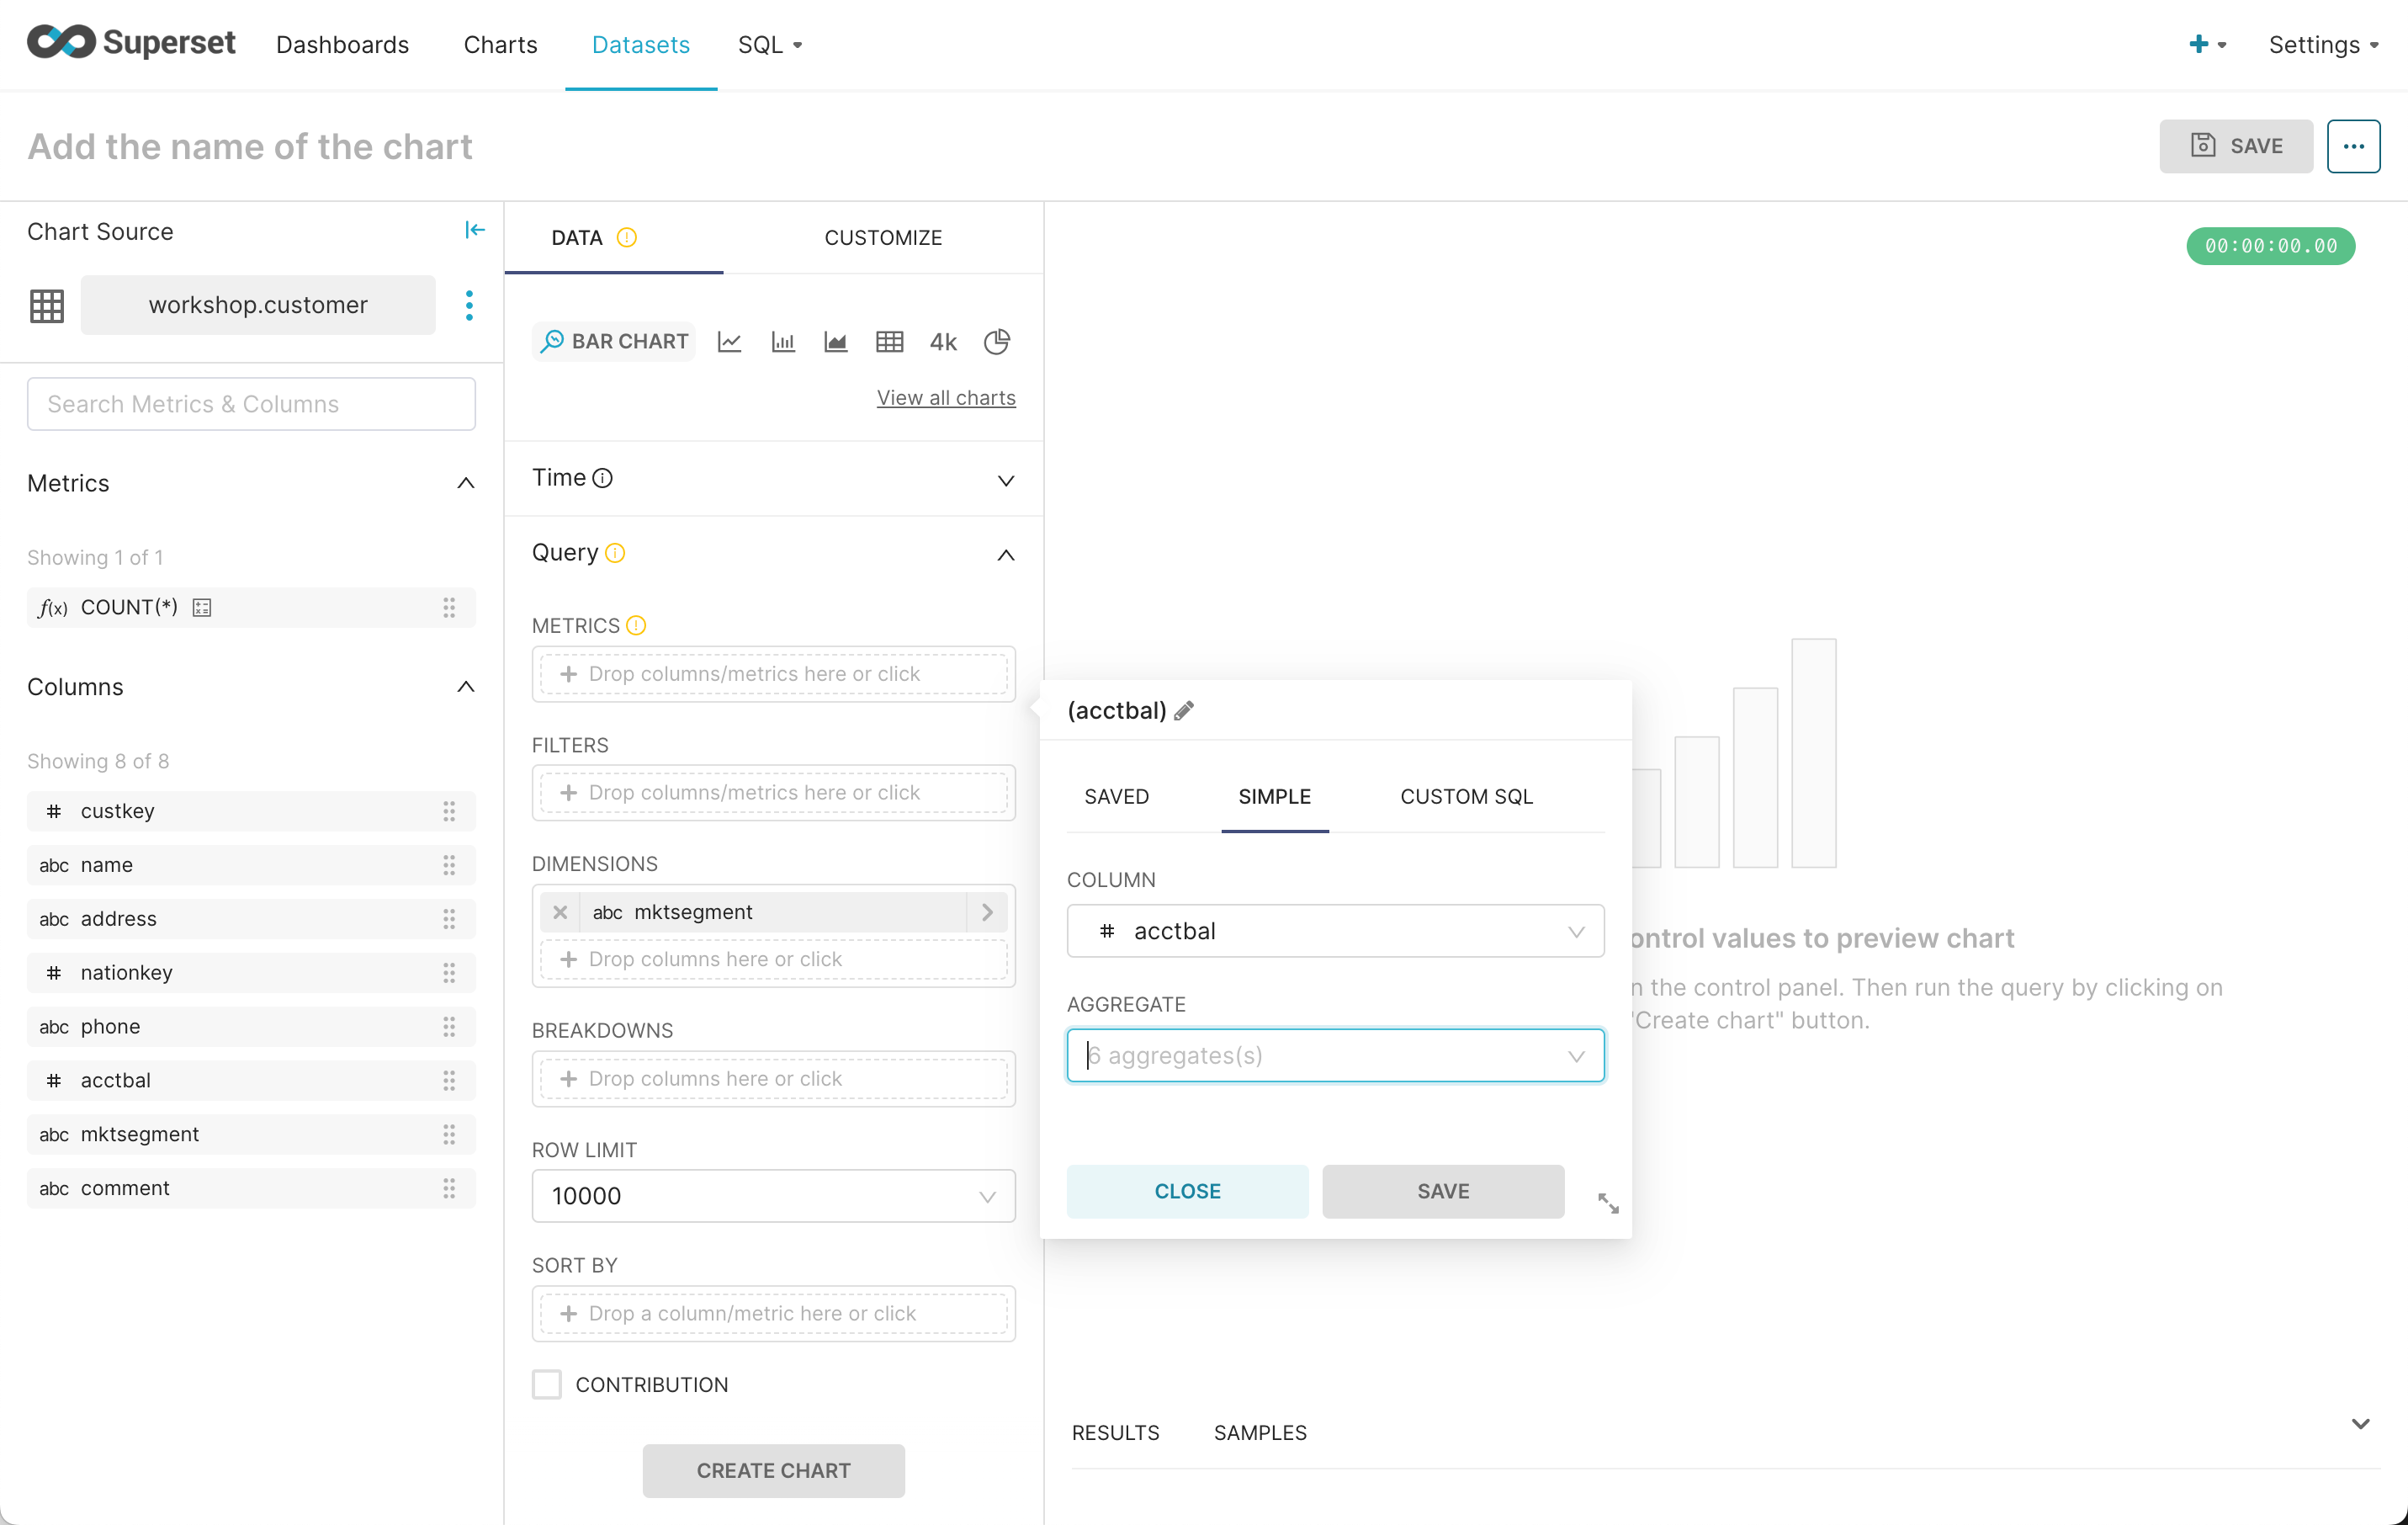 Superset
Dashboards
Charts
Datasets
SQL
Settings
Add the name of the chart
SAVE
Chart Source
workshop.customer
Search Metrics & Columns
Metrics
Showing 1 of 1
f(x) COUNT(*)
Columns
Showing 8 of 8
# custkey
abc name
abc address
# nationkey
abc phone
# acctbal
abc mktsegment
abc comment
DATA
CUSTOMIZE
BAR CHART
4k
View all charts
Time
Query
METRICS
+ Drop columns/metrics here or click
FILTERS
+ Drop columns/metrics here or click
DIMENSIONS
abc mktsegment
+ Drop columns here or click
BREAKDOWNS
+ Drop columns here or click
ROW LIMIT
10000
SORT BY
+ Drop a column/metric here or click
CONTRIBUTION
CREATE CHART
(acctbal)
SAVED
SIMPLE
CUSTOM SQL
COLUMN
# acctbal
AGGREGATE
6 aggregates(s)
CLOSE
SAVE
00:00:00.00
ontrol values to preview chart
n the control panel. Then run the query by clicking on
"Create chart" button.
RESULTS
SAMPLES